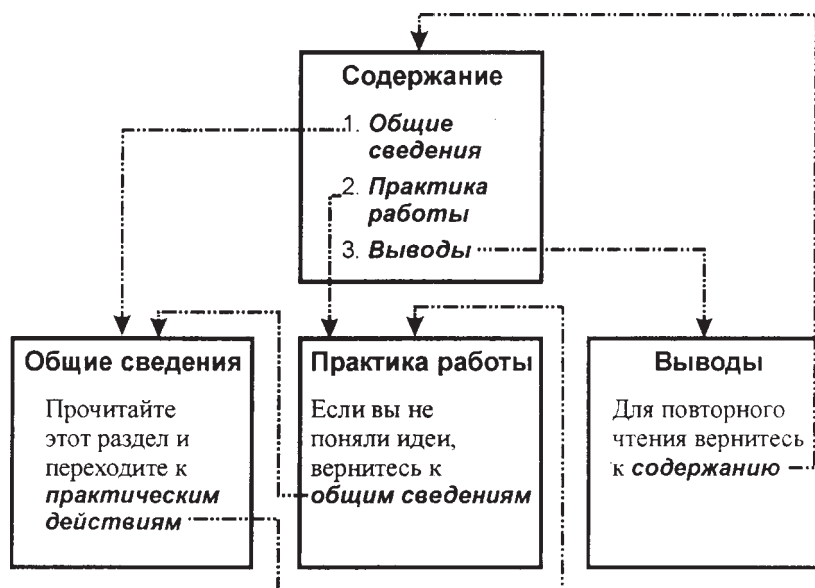 Содержание
1. Общие
сведения
2. Практика
работы
3. Выводы
Общие сведения
Прочитайте
этот раздел и
переходите к
практическим
действиям
Практика работы
Если вы не
поняли идеи,
вернитесь к
общим сведениям
Выводы
Для повторного
чтения вернитесь
к содержанию